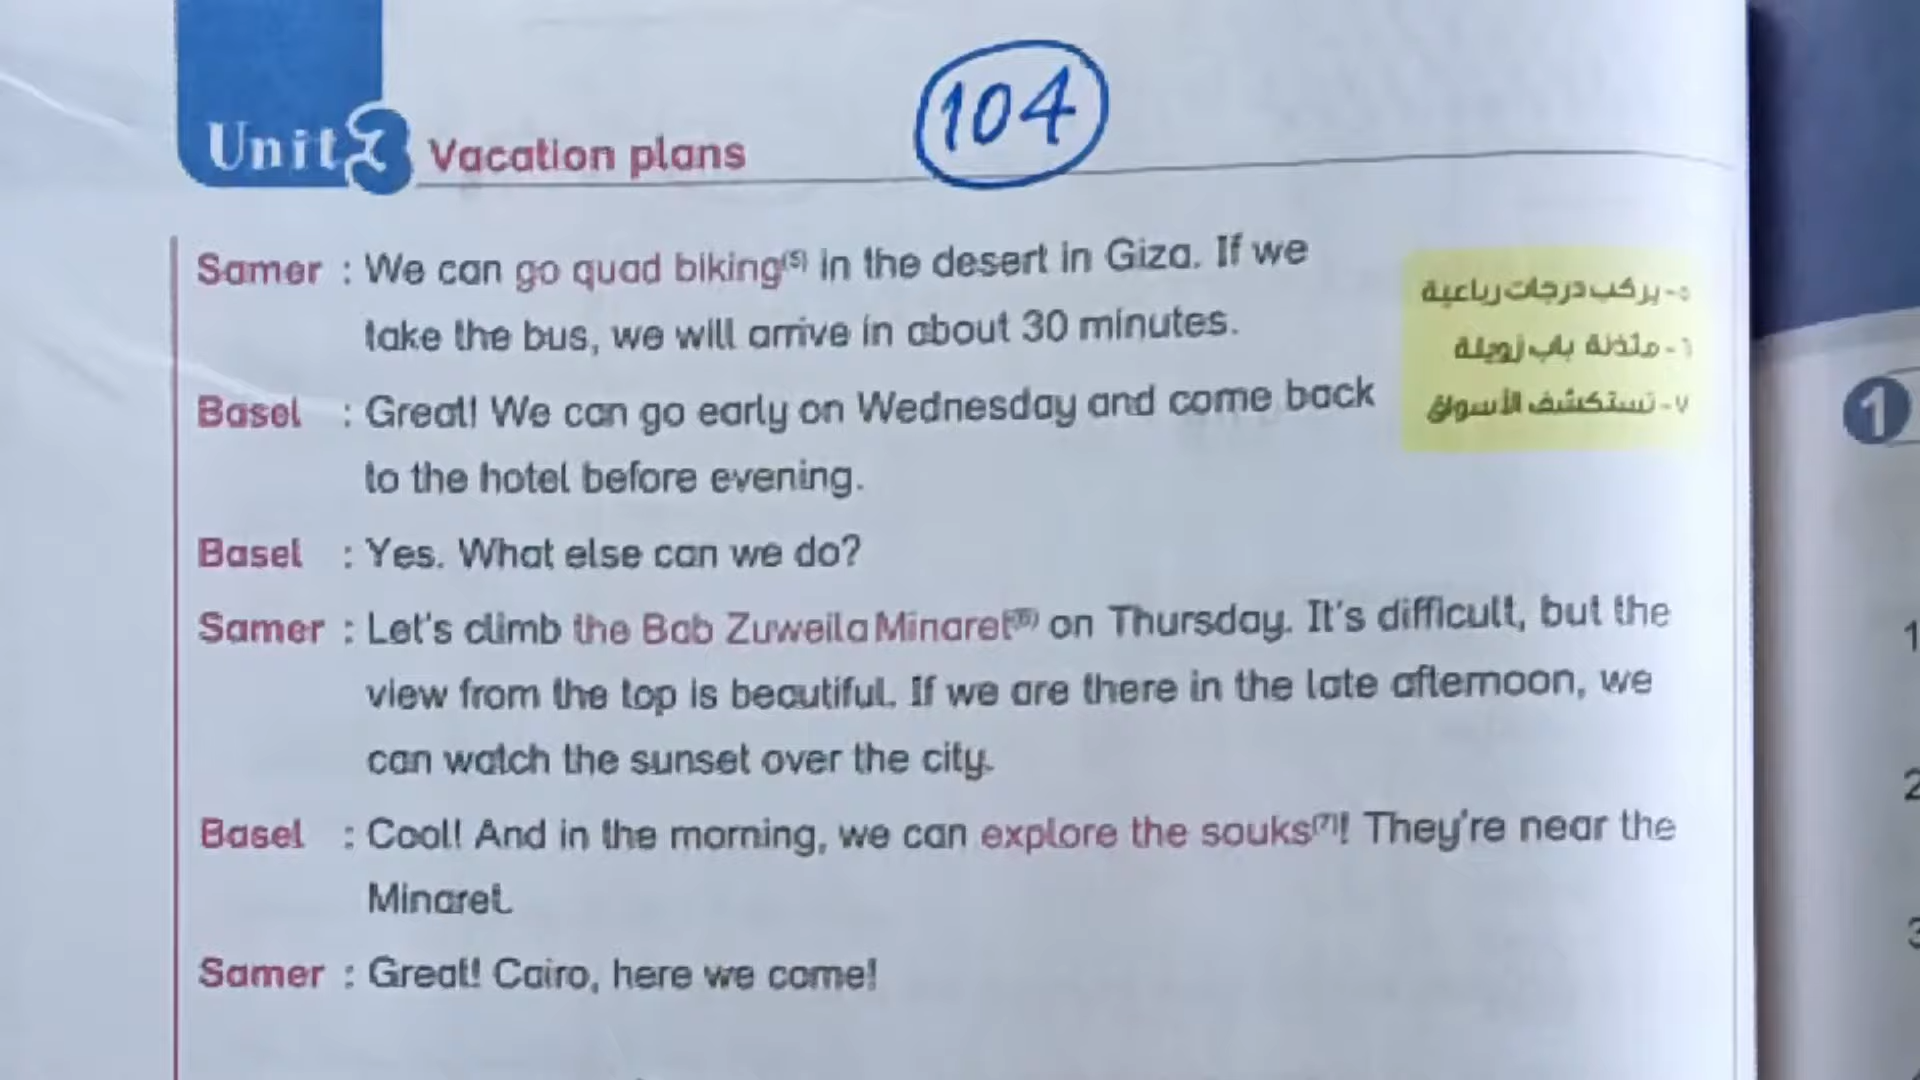 Unit 2 Vacation plans
104
Samer : We can go quad biking(5) in the desert in Giza. If we
take the bus, we will arrive in about 30 minutes.
Basel : Great! We can go early on Wednesday and come back
to the hotel before evening.
Basel : Yes. What else can we do?
Samer : Let's climb the Bab Zuweila Minaret(6) on Thursday. It's difficult, but the
view from the top is beautiful. If we are there in the late afternoon, we
can watch the sunset over the city.
Basel : Cool! And in the morning, we can explore the souks(7)! They're near the
Minaret.
Samer : Great! Cairo, here we come!
٥- يركب درجات رباعية
٦- مئذنة باب زويلة
٧- تستكشف الأسواق
1
1
2
3